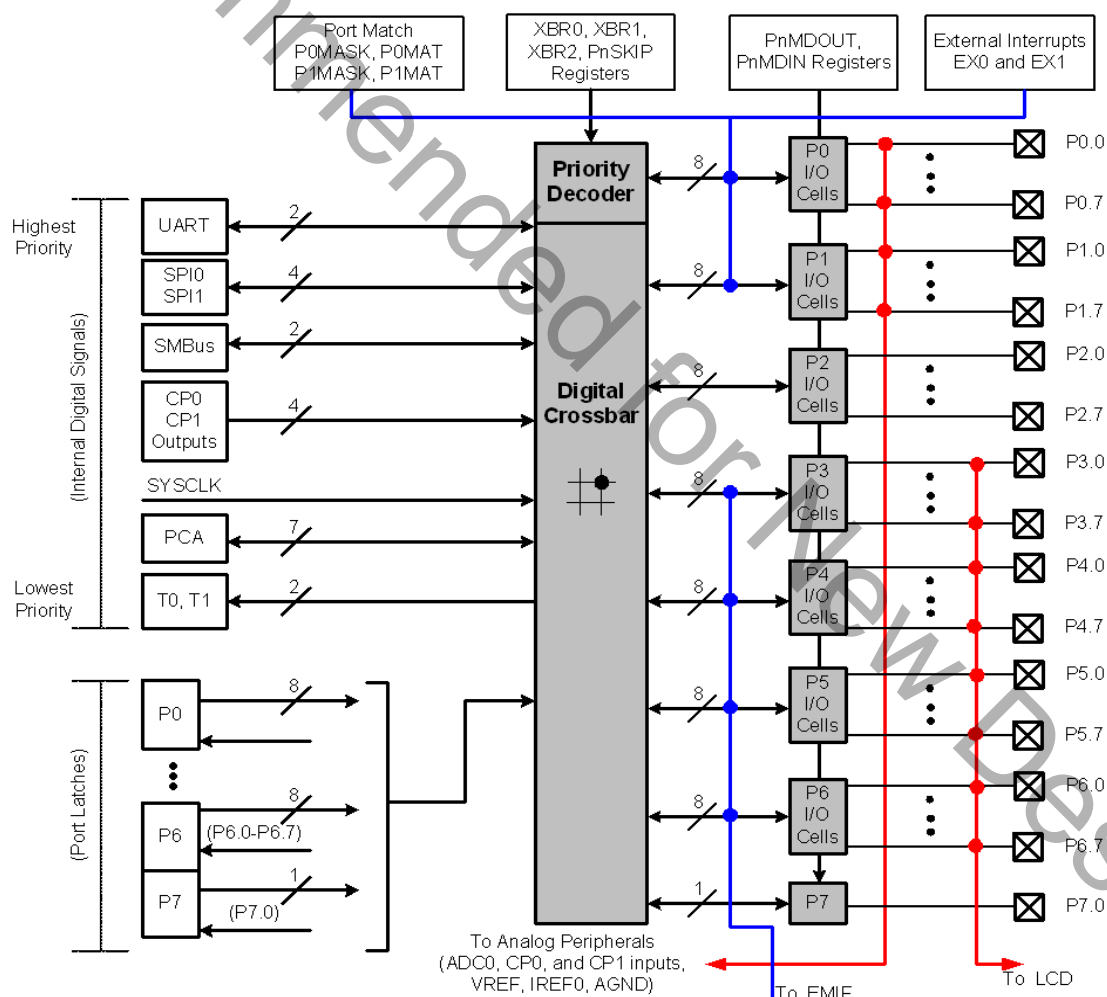 Port Match
P0MASK, P0MAT
P1MASK, P1MAT
XBR0, XBR1,
XBR2, PnSKIP
Registers
PnMDOUT,
PnMDIN Registers
External Interrupts
EX0 and EX1
Priority
Decoder
Digital
Crossbar
Highest
Priority
(Internal Digital Signals)
Lowest
Priority
UART
2
SPI0
SPI1
4
SMBus
2
CP0
CP1
Outputs
4
SYSCLK
PCA
7
T0, T1
2
(Port Latches)
P0
8
P6
8
(P6.0-P6.7)
P7
1
(P7.0)
8
P0
I/O
Cells
P0.0
P0.7
8
P1
I/O
Cells
P1.0
P1.7
8
P2
I/O
Cells
P2.0
P2.7
8
P3
I/O
Cells
P3.0
P3.7
8
P4
I/O
Cells
P4.0
P4.7
8
P5
I/O
Cells
P5.0
P5.7
8
P6
I/O
Cells
P6.0
P6.7
1
P7
P7.0
To Analog Peripherals
(ADC0, CP0, and CP1 inputs,
VREF, IREF0, AGND)
To EMIF
To LCD
mmended for New Des